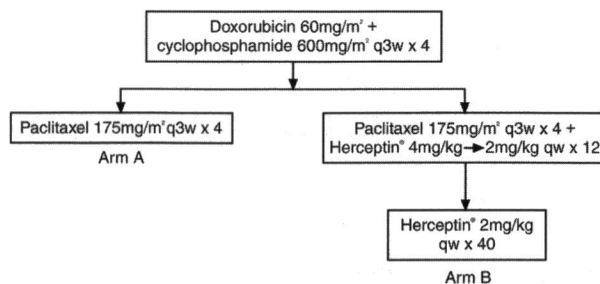 Doxorubicin 60mg/m² +
cyclophosphamide 600mg/m² q3w x 4
Paclitaxel 175mg/m² q3w x 4
Arm A
Paclitaxel 175mg/m² q3w x 4 +
Herceptin® 4mg/kg→2mg/kg qw x 12
Herceptin® 2mg/kg
qw x 40
Arm B